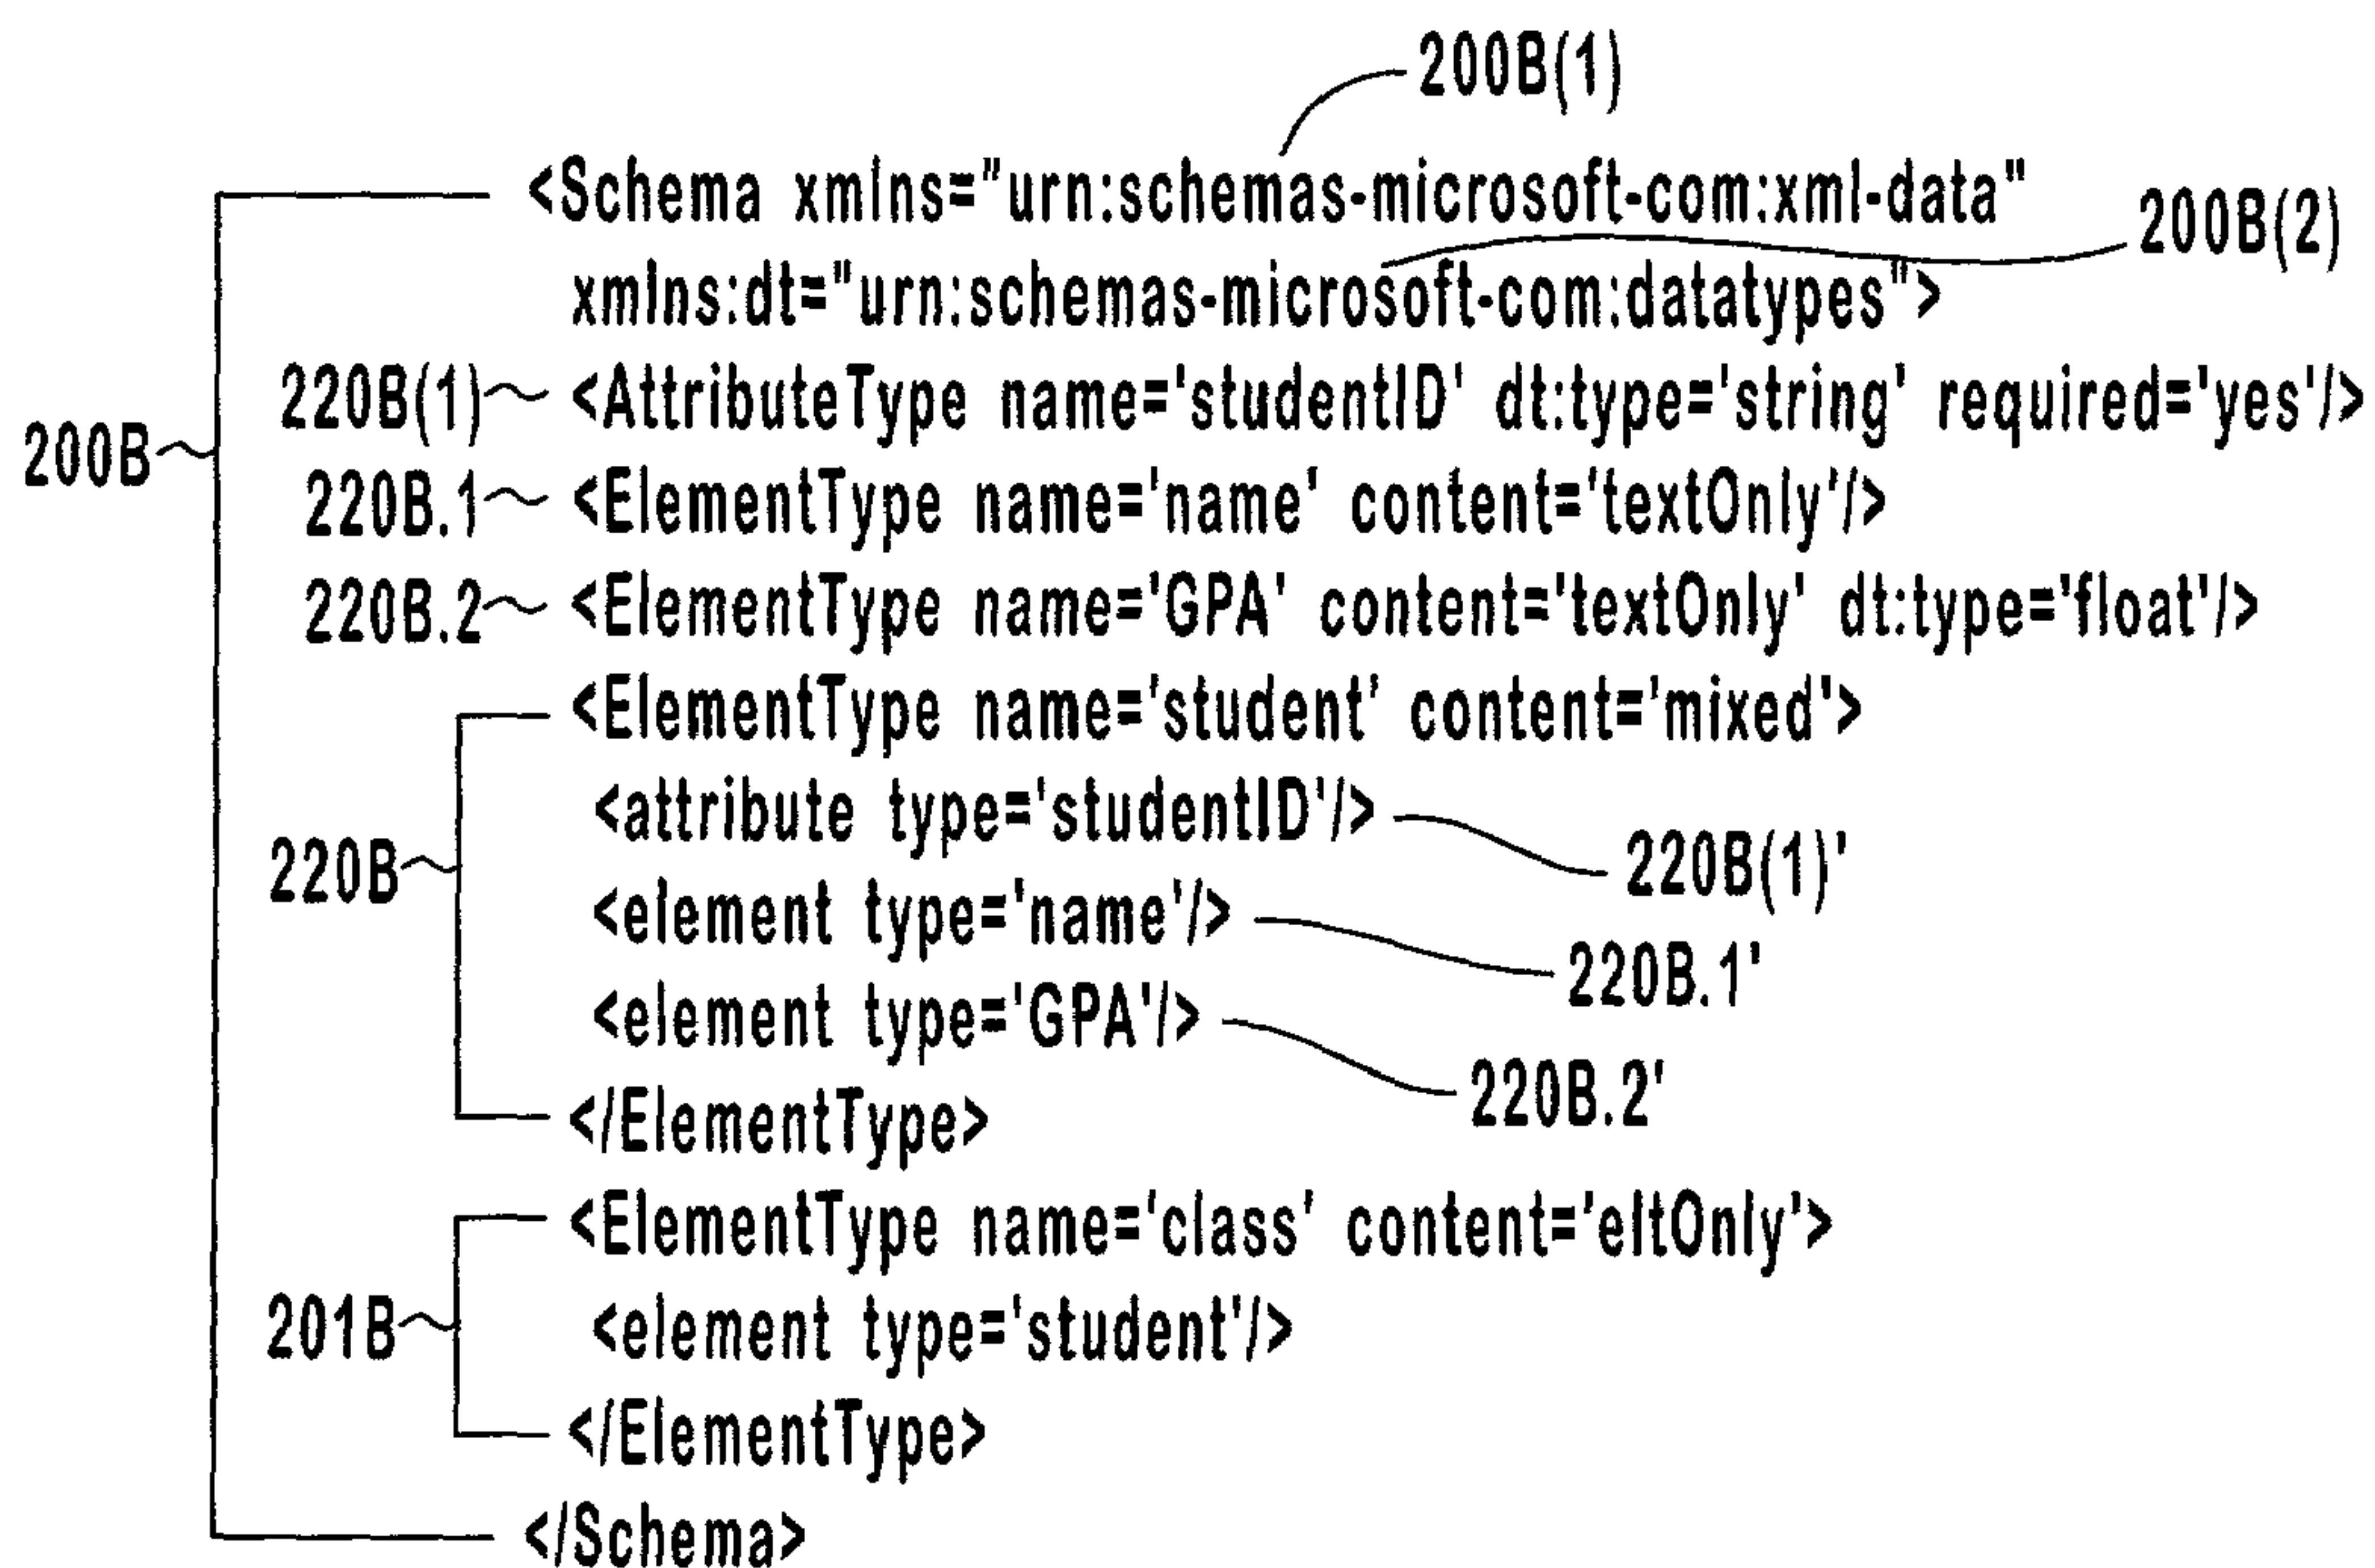 200B(1)
<Schema xmlns="urn:schemas-microsoft-com:xml-data"
200B(2)
xmlns:dt="urn:schemas-microsoft-com:datatypes">
220B(1) <AttributeType name='studentID' dt:type='string' required='yes'/>
200B
220B.1 <ElementType name='name' content='textOnly'/>
220B.2 <ElementType name='GPA' content='textOnly' dt:type='float'/>
<ElementType name='student' content='mixed'>
<attribute type='studentID'/>
220B
220B(1)'
<element type='name'/>
220B.1'
<element type='GPA'/>
220B.2'
</ElementType>
<ElementType name='class' content='eltOnly'>
201B <element type='student'/>
</ElementType>
</Schema>